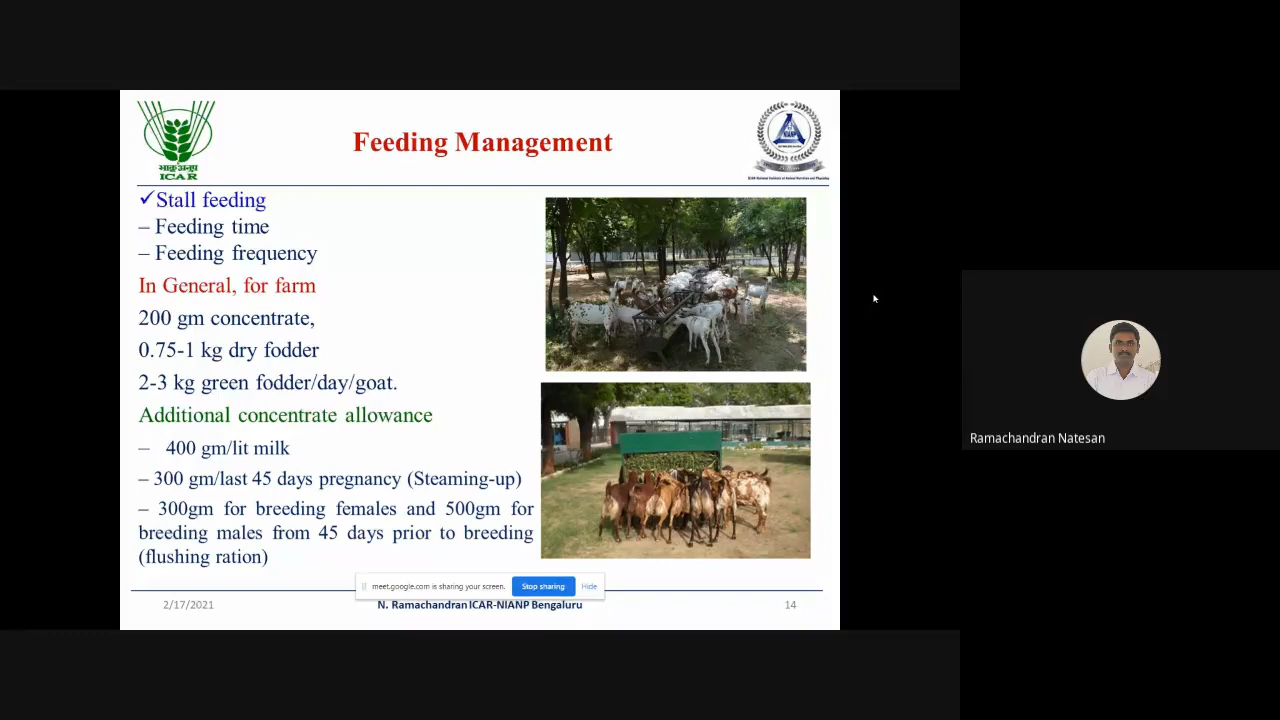 Feeding Management
भाकृअनुप
ICAR
NIANP
✓Stall feeding
– Feeding time
– Feeding frequency
In General, for farm
200 gm concentrate,
0.75-1 kg dry fodder
2-3 kg green fodder/day/goat.
Additional concentrate allowance
– 400 gm/lit milk
– 300 gm/last 45 days pregnancy (Steaming-up)
– 300gm for breeding females and 500gm for
breeding males from 45 days prior to breeding
(flushing ration)
meet.google.com is sharing your screen. Stop sharing Hide
2/17/2021 N. Ramachandran ICAR-NIANP Bengaluru 14
Ramachandran Natesan